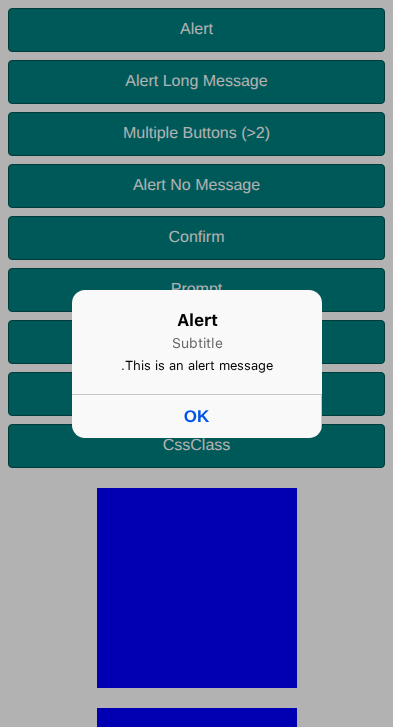 Alert
Alert Long Message
Multiple Buttons (>2)
Alert No Message
Confirm
Prompt
Alert
Subtitle
.This is an alert message
OK
CssClass